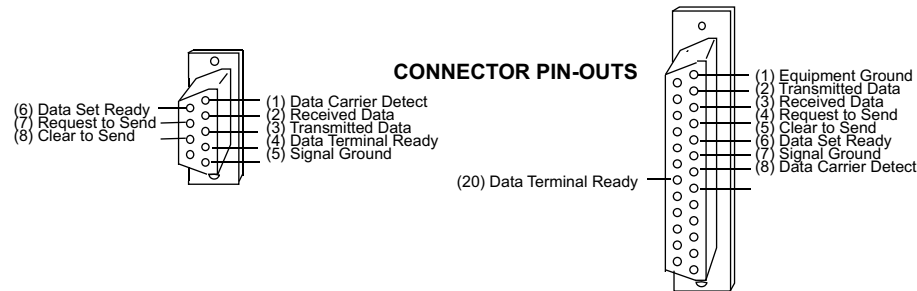 CONNECTOR PIN-OUTS
(6) Data Set Ready
(7) Request to Send
(8) Clear to Send
(1) Data Carrier Detect
(2) Received Data
(3) Transmitted Data
(4) Data Terminal Ready
(5) Signal Ground
(20) Data Terminal Ready
(1) Equipment Ground
(2) Transmitted Data
(3) Received Data
(4) Request to Send
(5) Clear to Send
(6) Data Set Ready
(7) Signal Ground
(8) Data Carrier Detect